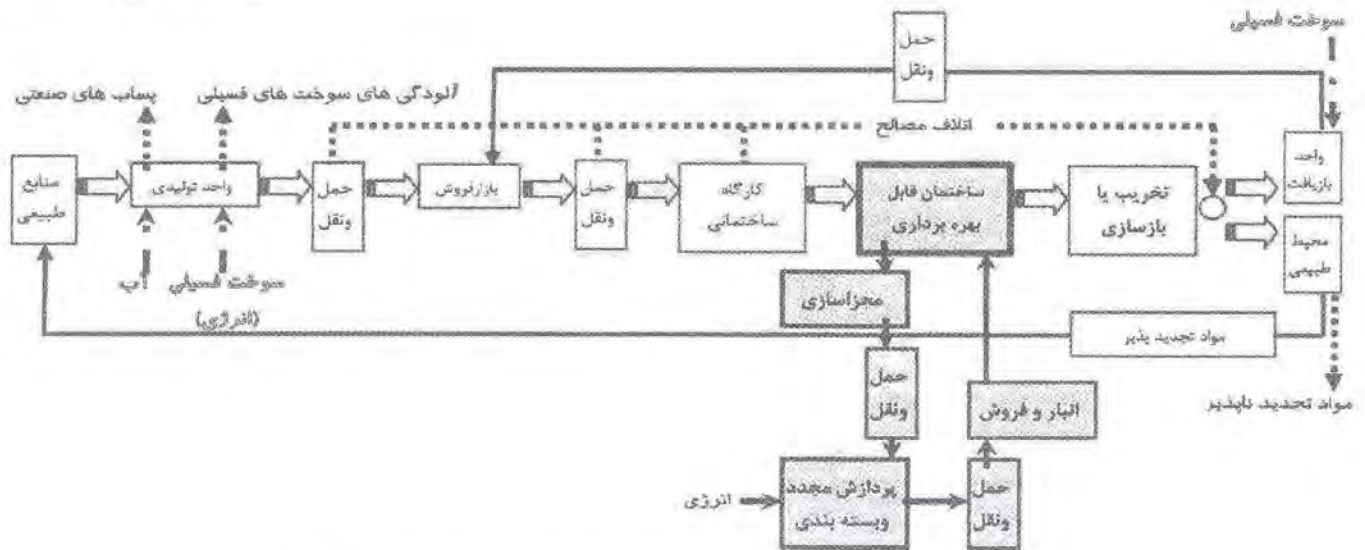 سوخت فسیلی
حمل
ونقل
پساب های صنعتی
آلودگی های سوخت های فسیلی
اتلاف مصالح
منابع
طبیعی
واحد تولیدی
حمل
ونقل
بازارفروش
حمل
ونقل
کارگاه
ساختمانی
ساختمان قابل
بهره برداری
تخریب یا
بازسازی
واحد
بازیافت
محیط
طبیعی
آب
سوخت فسیلی
(انرژی)
مجزاسازی
مواد تجدید پذیر
مواد تجدید ناپذیر
حمل
ونقل
انبار و فروش
انرژی
پردازش مجدد
وبسته بندی
حمل
ونقل